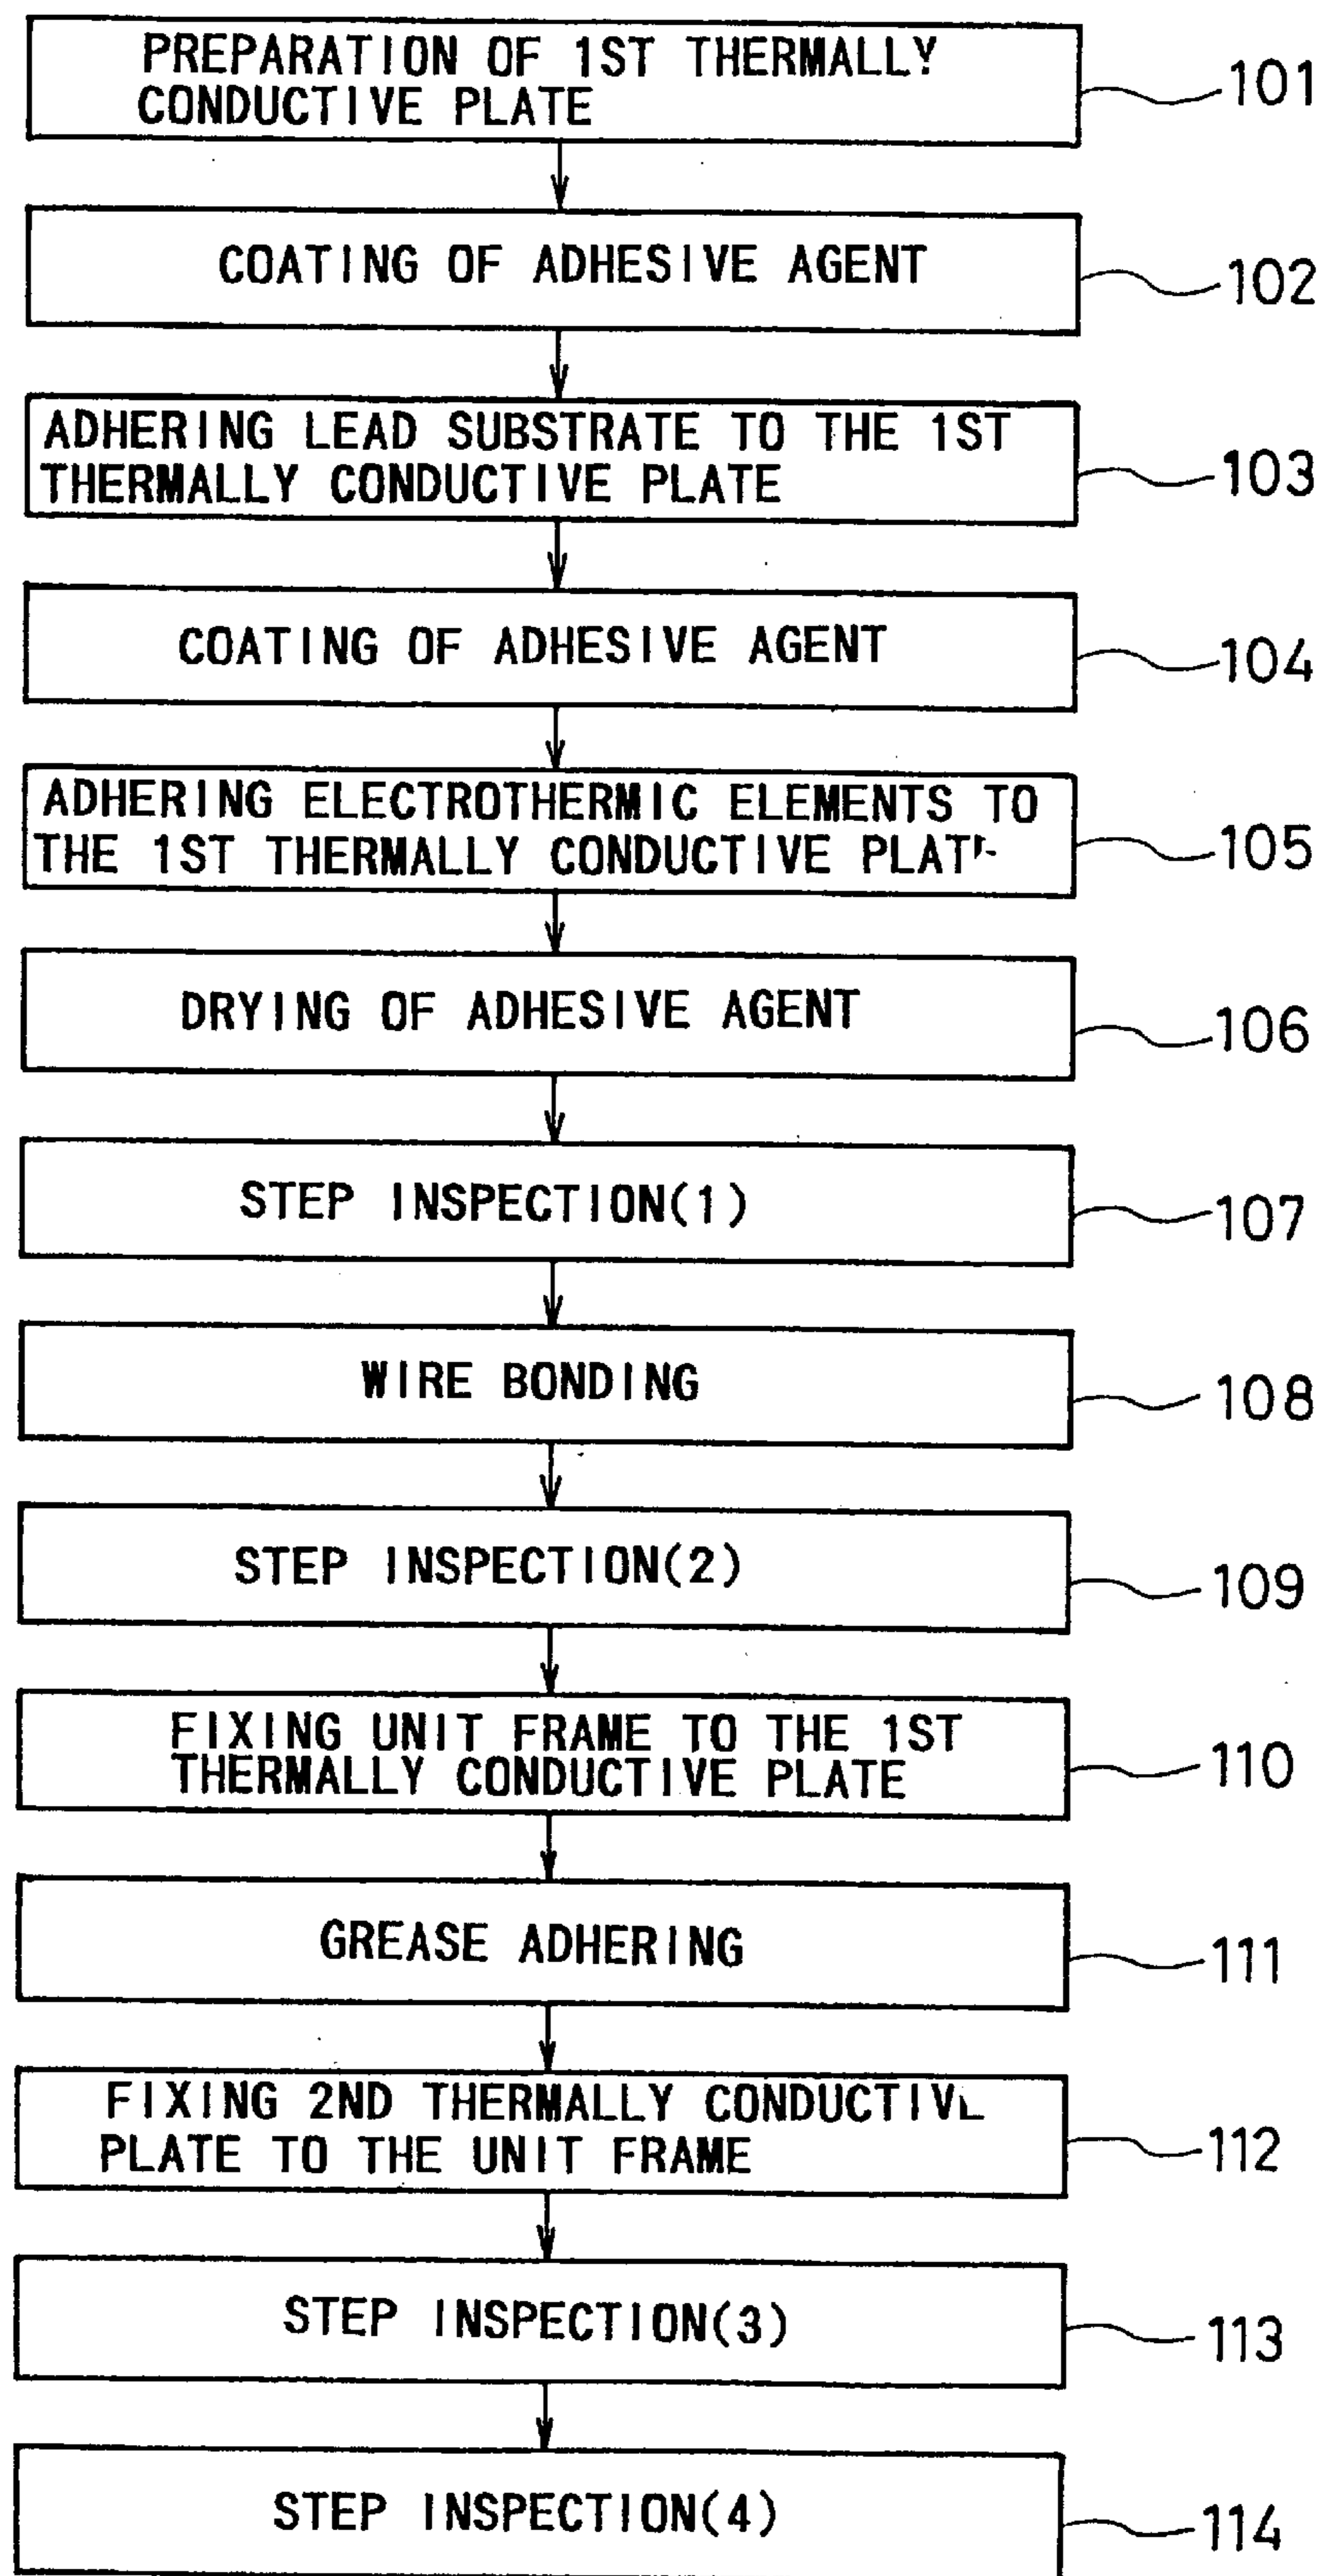 PREPARATION OF 1ST THERMALLY
CONDUCTIVE PLATE
101
COATING OF ADHESIVE AGENT
102
ADHERING LEAD SUBSTRATE TO THE 1ST
THERMALLY CONDUCTIVE PLATE
103
COATING OF ADHESIVE AGENT
104
ADHERING ELECTROTHERMIC ELEMENTS TO
THE 1ST THERMALLY CONDUCTIVE PLATE
105
DRYING OF ADHESIVE AGENT
106
STEP INSPECTION(1)
107
WIRE BONDING
108
STEP INSPECTION(2)
109
FIXING UNIT FRAME TO THE 1ST
THERMALLY CONDUCTIVE PLATE
110
GREASE ADHERING
111
FIXING 2ND THERMALLY CONDUCTIVE
PLATE TO THE UNIT FRAME
112
STEP INSPECTION(3)
113
STEP INSPECTION(4)
114